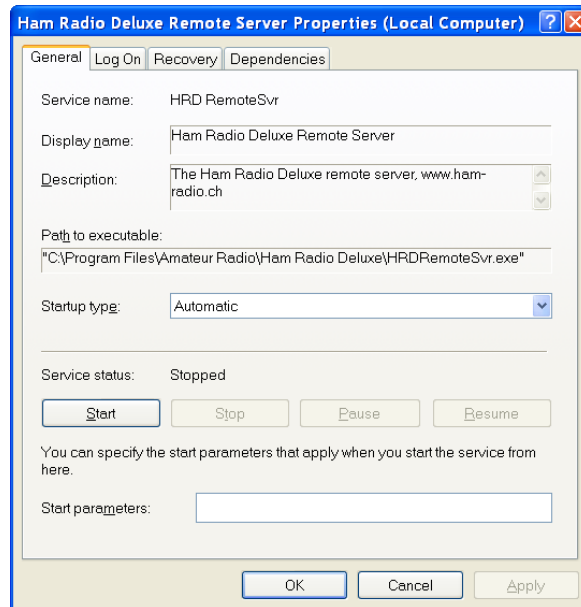 Ham Radio Deluxe Remote Server Properties (Local Computer)
General Log On Recovery Dependencies
Service name: HRD RemoteSvr
Display name: Ham Radio Deluxe Remote Server
Description: The Ham Radio Deluxe remote server, www.ham-
radio.ch
Path to executable:
"C:\Program Files\Amateur Radio\Ham Radio Deluxe\HRDRemoteSvr.exe"
Startup type: Automatic
Service status: Stopped
Start Stop Pause Resume
You can specify the start parameters that apply when you start the service from
here.
Start parameters:
OK Cancel Apply